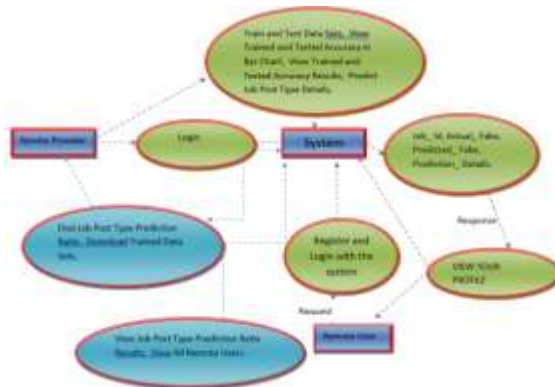 Train and Test Data Sets, View
Trained and Tested Accuracy in
Bar Chart, View Trained and
Tested Accuracy Results, Predict
Job Post Type Details.
Service Provider
Login
System
Job_ Id, Actual_ Fake,
Predicted_ Fake,
Prediction_ Details.
Find Job Post Type Prediction
Ratio, Download Trained Data
Sets.
Response
Register and
Login with the
system
VIEW YOUR
PROFILE
Request
Remote User
View Job Post Type Prediction Ratio
Results, View All Remote Users.